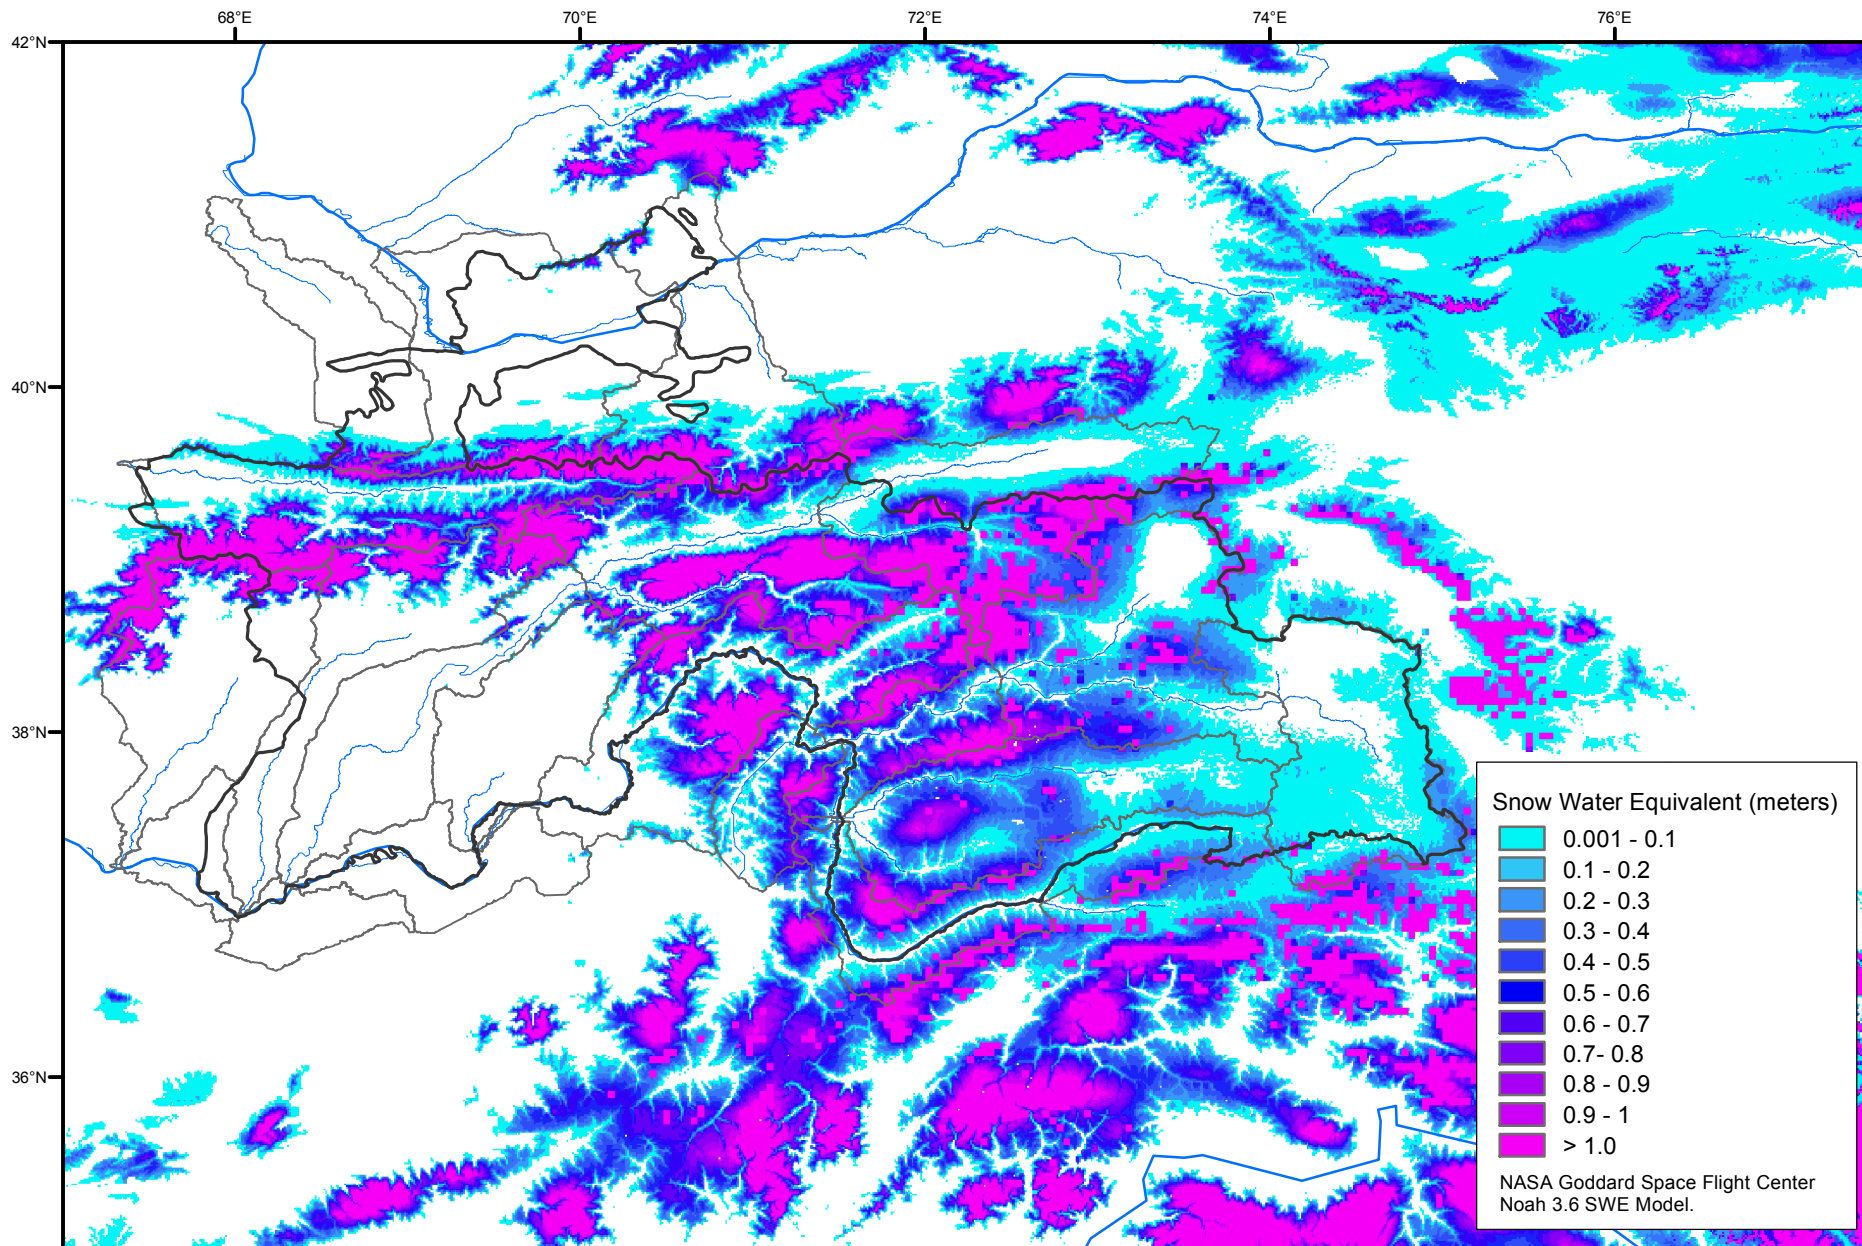 68°E 70°E 72°E 74°E 76°E
42°N
40°N
38°N
36°N
Snow Water Equivalent (meters)
0.001 - 0.1
0.1 - 0.2
0.2 - 0.3
0.3 - 0.4
0.4 - 0.5
0.5 - 0.6
0.6 - 0.7
0.7- 0.8
0.8 - 0.9
0.9 - 1
> 1.0
NASA Goddard Space Flight Center
Noah 3.6 SWE Model.